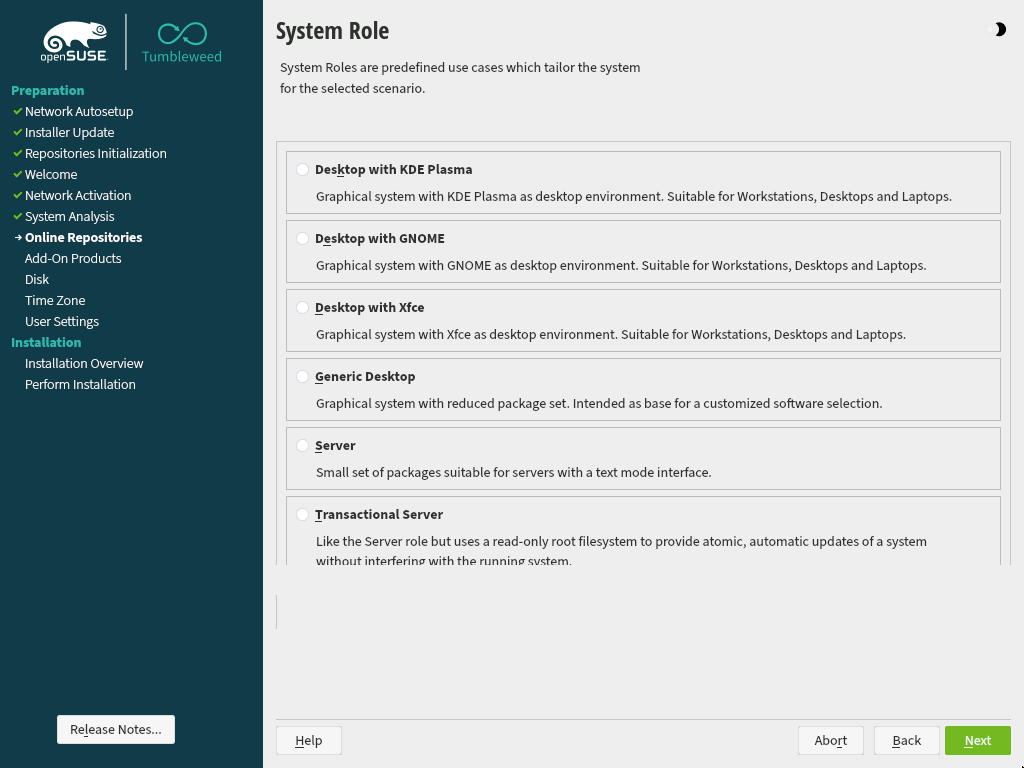 openSUSE
Tumbleweed
Preparation
Network Autosetup
Installer Update
Repositories Initialization
Welcome
Network Activation
System Analysis
Online Repositories
Add-On Products
Disk
Time Zone
User Settings
Installation
Installation Overview
Perform Installation
Release Notes...
System Role
System Roles are predefined use cases which tailor the system
for the selected scenario.
Desktop with KDE Plasma
Graphical system with KDE Plasma as desktop environment. Suitable for Workstations, Desktops and Laptops.
Desktop with GNOME
Graphical system with GNOME as desktop environment. Suitable for Workstations, Desktops and Laptops.
Desktop with Xfce
Graphical system with Xfce as desktop environment. Suitable for Workstations, Desktops and Laptops.
Generic Desktop
Graphical system with reduced package set. Intended as base for a customized software selection.
Server
Small set of packages suitable for servers with a text mode interface.
Transactional Server
Like the Server role but uses a read-only root filesystem to provide atomic, automatic updates of a system
without interfering with the running system.
Help
Abort
Back
Next